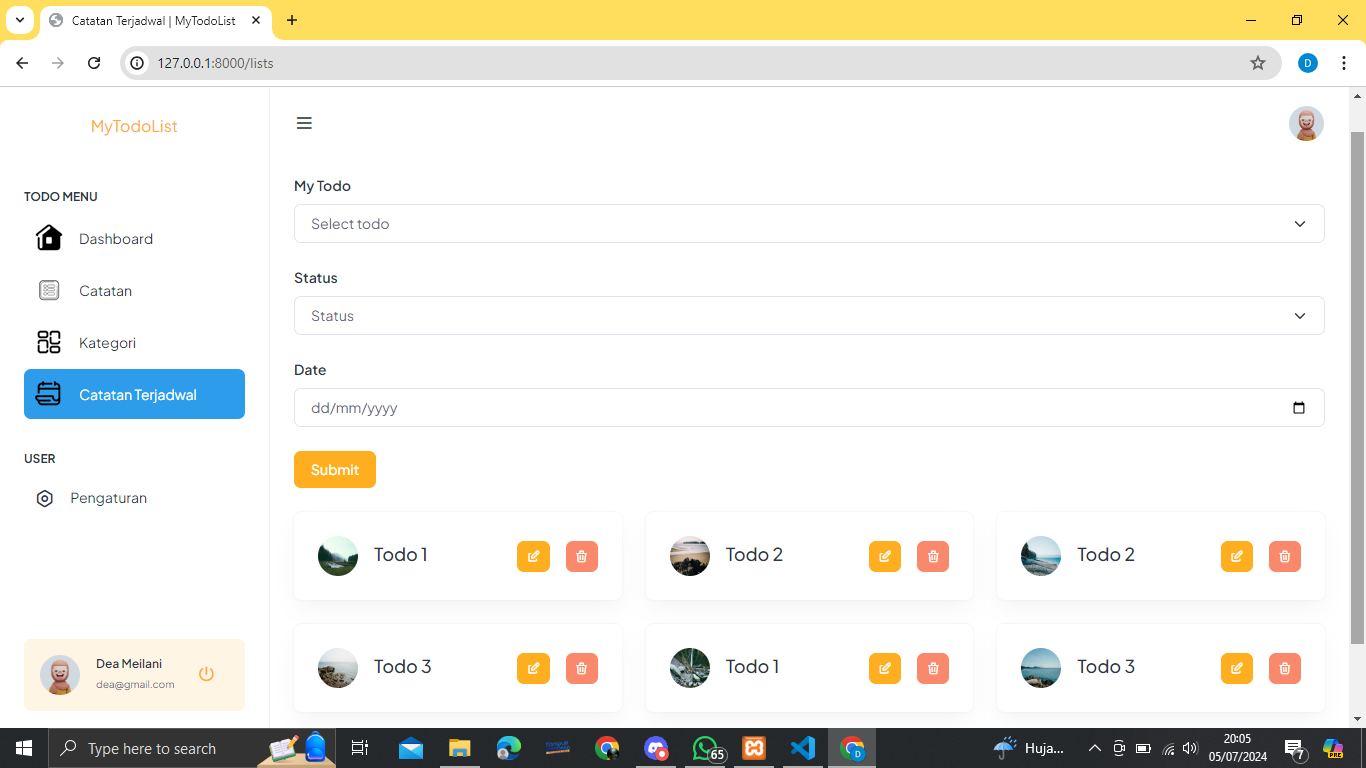 Catatan Terjadwal | MyTodoList
127.0.0.1:8000/lists
D
MyTodoList
TODO MENU
Dashboard
Catatan
Kategori
Catatan Terjadwal
USER
Pengaturan
Dea Meilani
dea@gmail.com
My Todo
Select todo
Status
Status
Date
dd/mm/yyyy
Submit
Todo 1
Todo 2
Todo 2
Todo 3
Todo 1
Todo 3
Type here to search
65
D
Huja...
20:05
05/07/2024
7
PRE